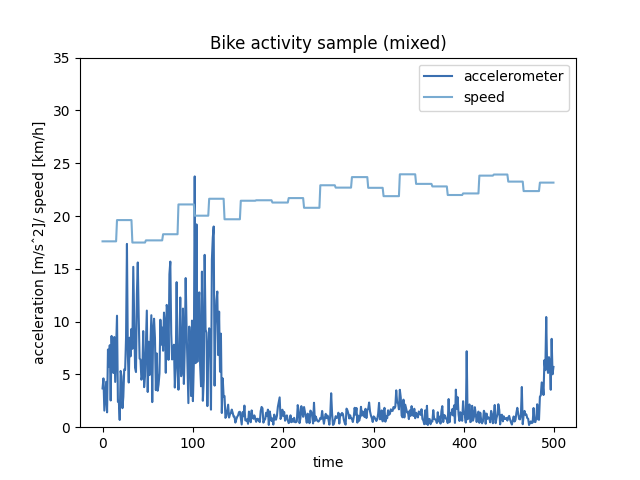 Bike activity sample (mixed)
35
30
25
20
15
10
5
0
acceleration [m/s^2]/ speed [km/h]
accelerometer
speed
0 100 200 300 400 500
time